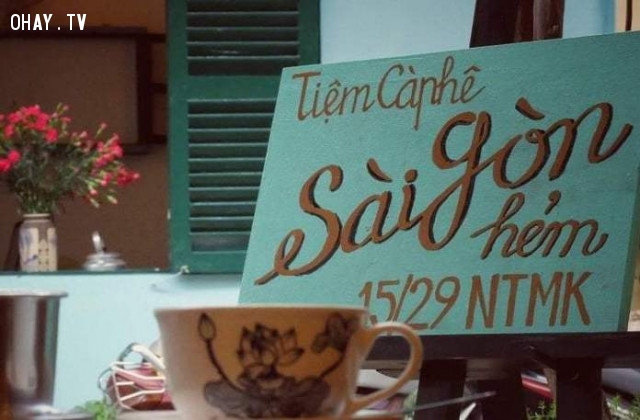 OHAY.TV
Tiệm Càphê
Sài gòn
hẻm
15/29 NTMK